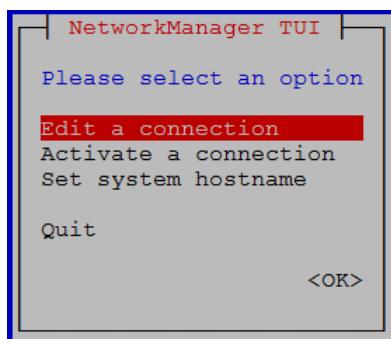 NetworkManager TUI
Please select an option
Edit a connection
Activate a connection
Set system hostname
Quit
<OK>